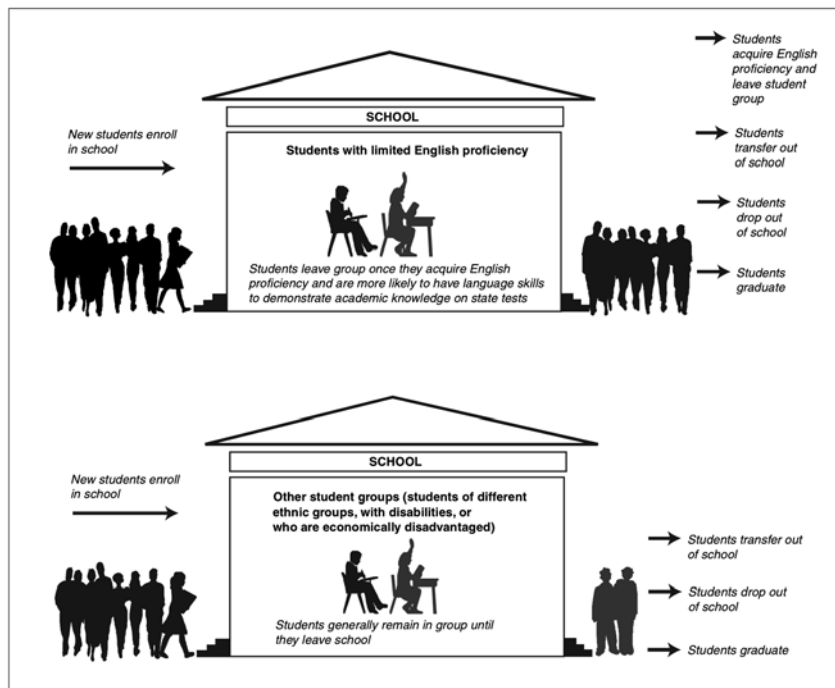 SCHOOL
New students enroll
in school
Students with limited English proficiency
Students leave group once they acquire English
proficiency and are more likely to have language skills
to demonstrate academic knowledge on state tests
Students
acquire English
proficiency and
leave student
group
Students
transfer out
of school
Students
drop out
of school
Students
graduate
SCHOOL
New students enroll
in school
Other student groups (students of different
ethnic groups, with disabilities, or
who are economically disadvantaged)
Students generally remain in group until
they leave school
Students transfer out
of school
Students drop out
of school
Students graduate